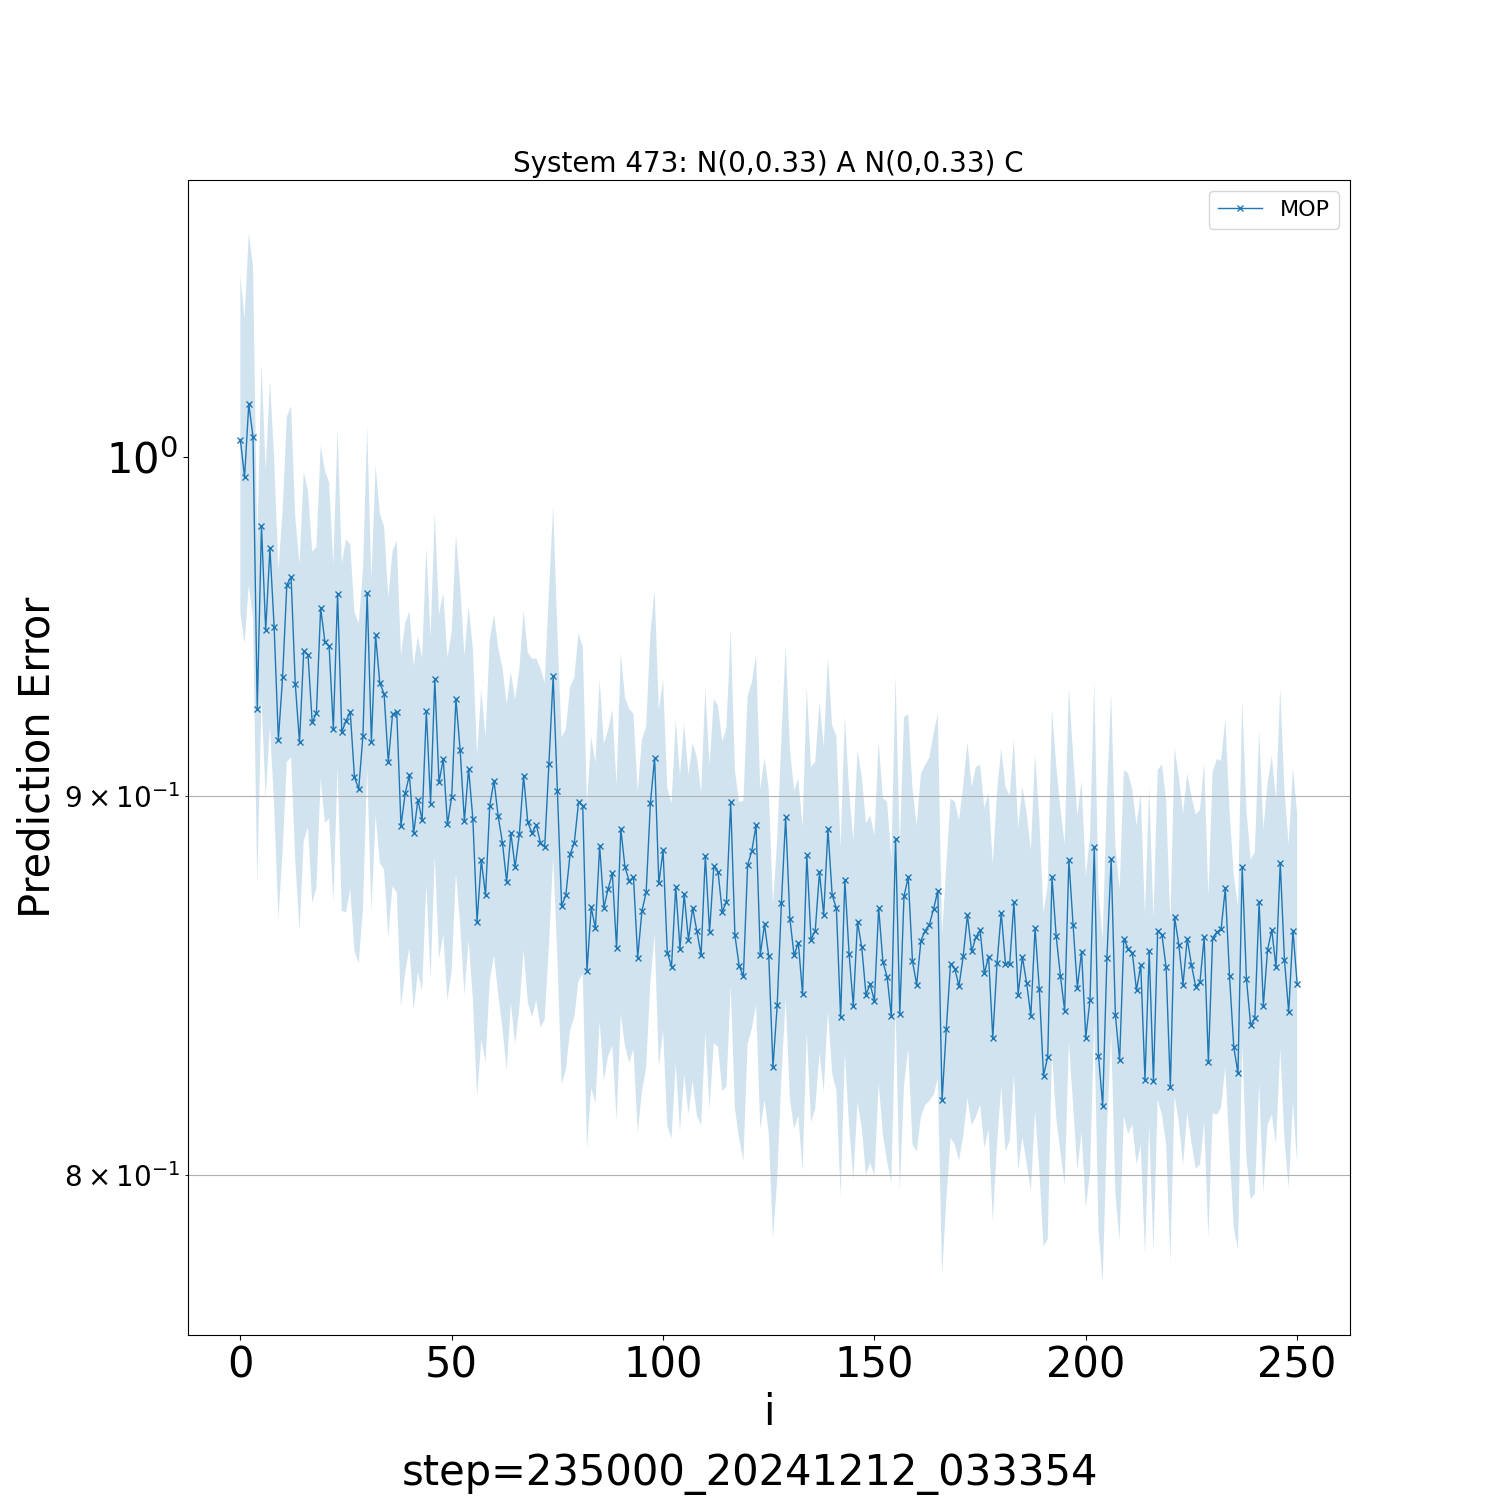 System 473: N(0,0.33) A N(0,0.33) C
MOP
10⁰
9 × 10⁻¹
8 × 10⁻¹
Prediction Error
0 50 100 150 200 250
i
step=235000_20241212_033354